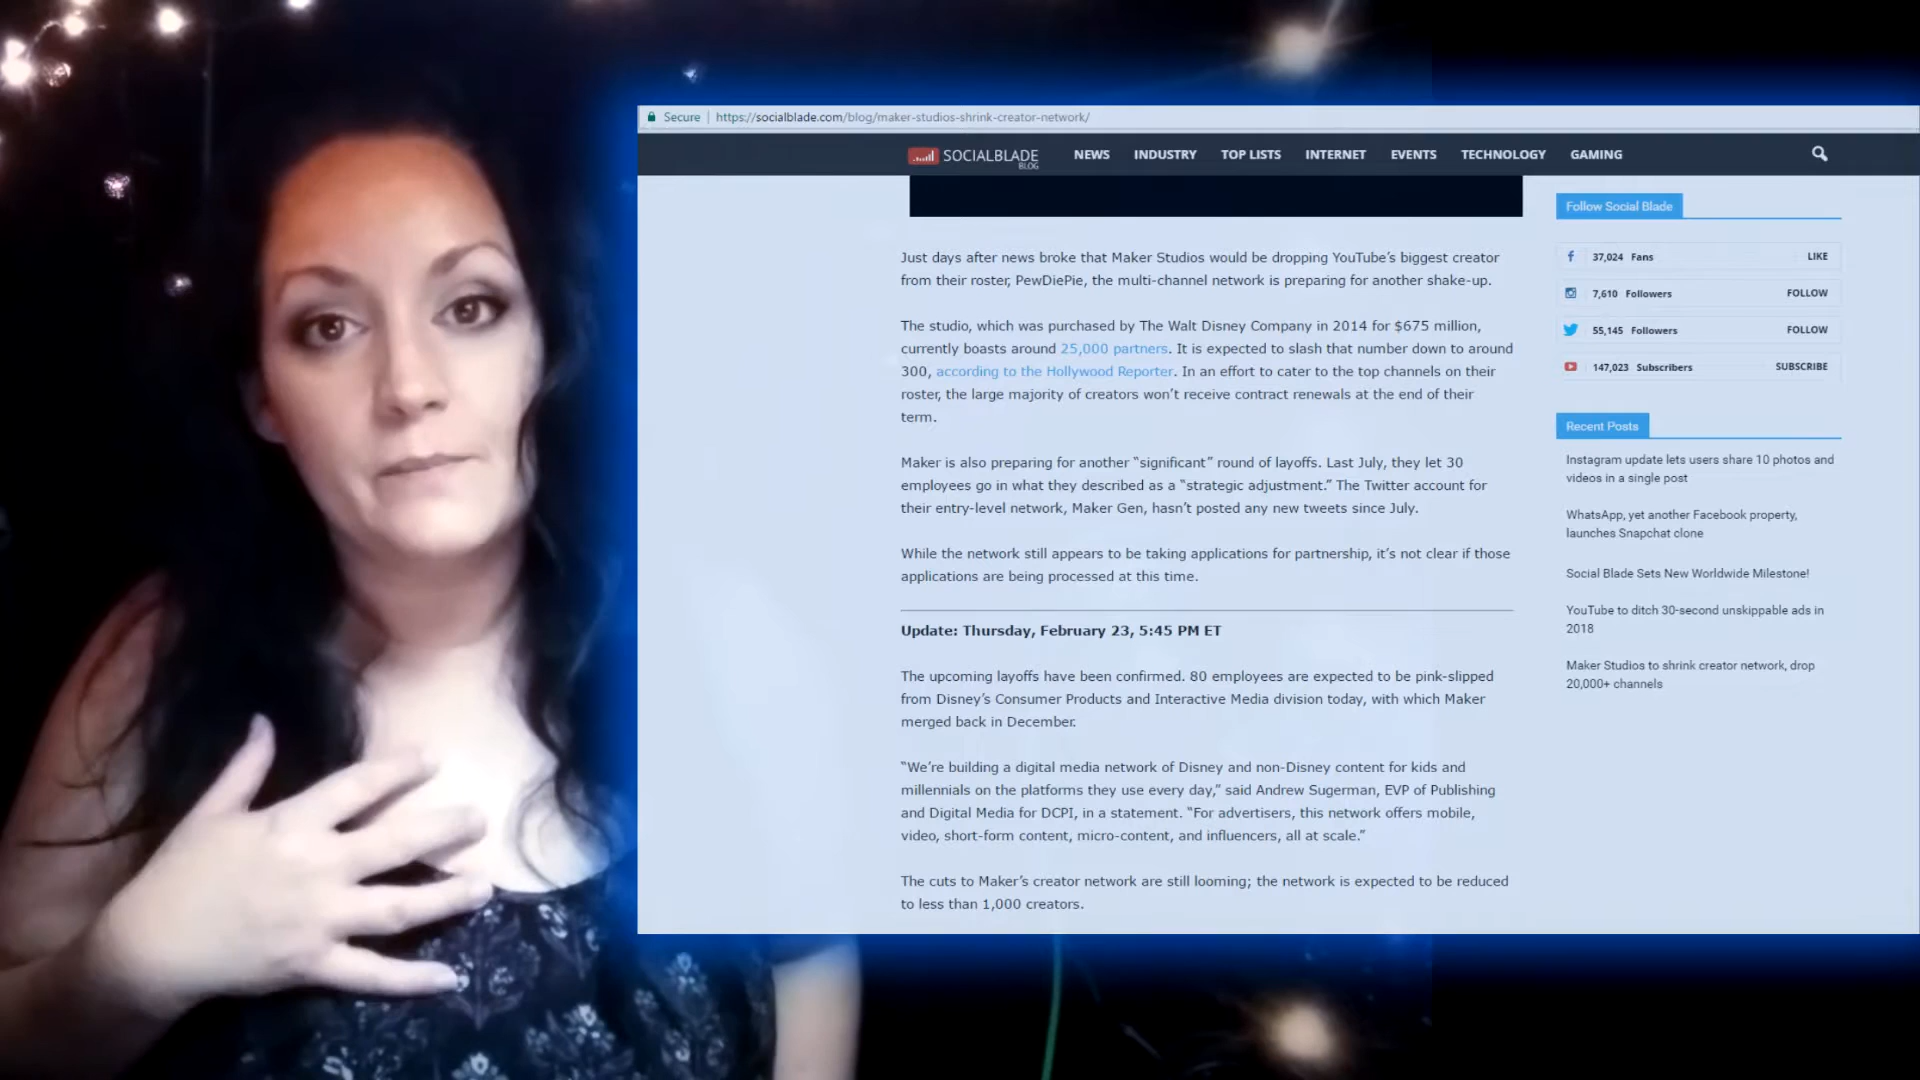 Secure | https://socialblade.com/blog/maker-studios-shrink-creator-network/
SOCIALBLADE
BLOG
NEWS INDUSTRY TOP LISTS INTERNET EVENTS TECHNOLOGY GAMING
Just days after news broke that Maker Studios would be dropping YouTube's biggest creator
from their roster, PewDiePie, the multi-channel network is preparing for another shake-up.
The studio, which was purchased by The Walt Disney Company in 2014 for $675 million,
currently boasts around 25,000 partners. It is expected to slash that number down to around
300, according to the Hollywood Reporter. In an effort to cater to the top channels on their
roster, the large majority of creators won't receive contract renewals at the end of their
term.
Maker is also preparing for another "significant" round of layoffs. Last July, they let 30
employees go in what they described as a "strategic adjustment." The Twitter account for
their entry-level network, Maker Gen, hasn't posted any new tweets since July.
While the network still appears to be taking applications for partnership, it's not clear if those
applications are being processed at this time.
Update: Thursday, February 23, 5:45 PM ET
The upcoming layoffs have been confirmed. 80 employees are expected to be pink-slipped
from Disney's Consumer Products and Interactive Media division today, with which Maker
merged back in December.
"We're building a digital media network of Disney and non-Disney content for kids and
millennials on the platforms they use every day," said Andrew Sugerman, EVP of Publishing
and Digital Media for DCPI, in a statement. "For advertisers, this network offers mobile,
video, short-form content, micro-content, and influencers, all at scale."
The cuts to Maker's creator network are still looming; the network is expected to be reduced
to less than 1,000 creators.
Follow Social Blade
37,024 Fans LIKE
7,610 Followers FOLLOW
55,145 Followers FOLLOW
147,023 Subscribers SUBSCRIBE
Recent Posts
Instagram update lets users share 10 photos and
videos in a single post
WhatsApp, yet another Facebook property,
launches Snapchat clone
Social Blade Sets New Worldwide Milestone!
YouTube to ditch 30-second unskippable ads in
2018
Maker Studios to shrink creator network, drop
20,000+ channels